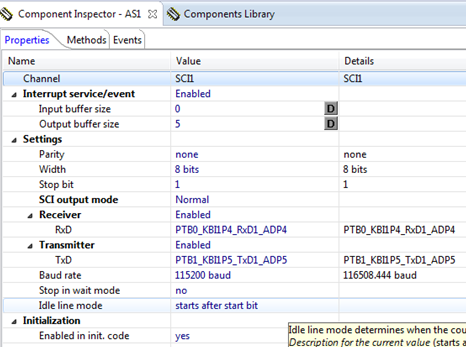 Component Inspector - AS1 Components Library
Properties Methods Events
Name Value Details
Channel SCI1 SCI1
Interrupt service/event Enabled
Input buffer size 0 D
Output buffer size 5 D
Settings
Parity none none
Width 8 bits 8 bits
Stop bit 1 1
SCI output mode Normal
Receiver Enabled
RxD PTB0_KBI1P4_RxD1_ADP4 PTB0_KBI1P4_RxD1_ADP4
Transmitter Enabled
TxD PTB1_KBI1P5_TxD1_ADP5 PTB1_KBI1P5_TxD1_ADP5
Baud rate 115200 baud 116508.444 baud
Stop in wait mode no
Idle line mode starts after start bit
Initialization
Enabled in init. code yes
Idle line mode determines when the cou
Description for the current value (starts a